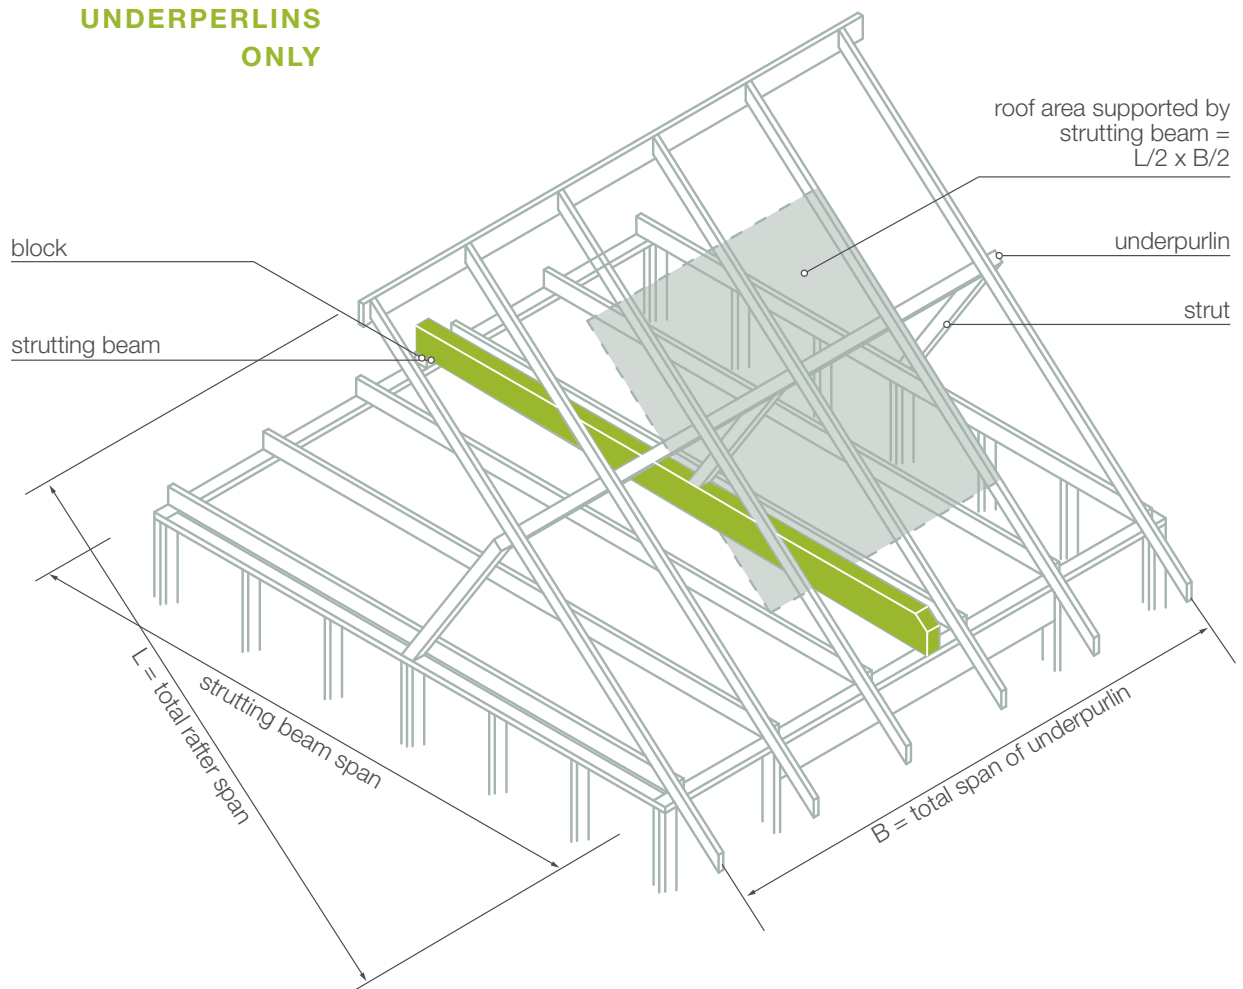 UNDERPERLINS
ONLY
roof area supported by
strutting beam =
L/2 x B/2
block
underpurlin
strut
strutting beam
L = total rafter span
strutting beam span
B = total span of underpurlin